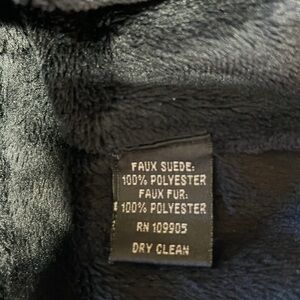 FAUX SUEDE:
100% POLYESTER
FAUX FUR:
100% POLYESTER
RN 109905
DRY CLEAN